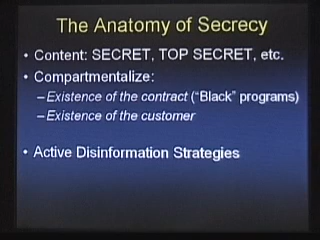 The Anatomy of Secrecy
• Content: SECRET, TOP SECRET, etc.
• Compartmentalize:
– Existence of the contract ("Black" programs)
– Existence of the customer
• Active Disinformation Strategies